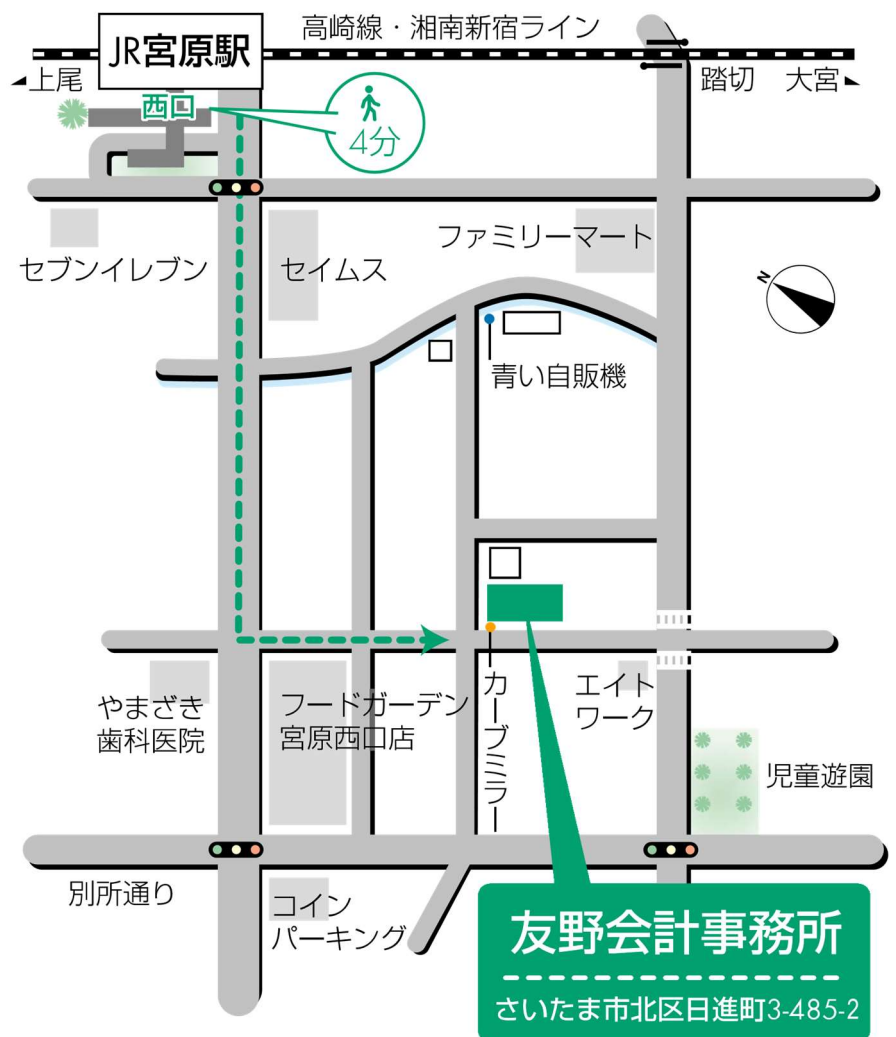 高崎線・湘南新宿ライン
JR宮原駅
◄上尾
踏切
大宮►
西口
4分
セブンイレブン
セイムス
ファミリーマート
N
青い自販機
やまざき
歯科医院
フードガーデン
宮原西口店
カーブミラー
エイト
ワーク
児童遊園
別所通り
コイン
パーキング
友野会計事務所
さいたま市北区日進町3-485-2